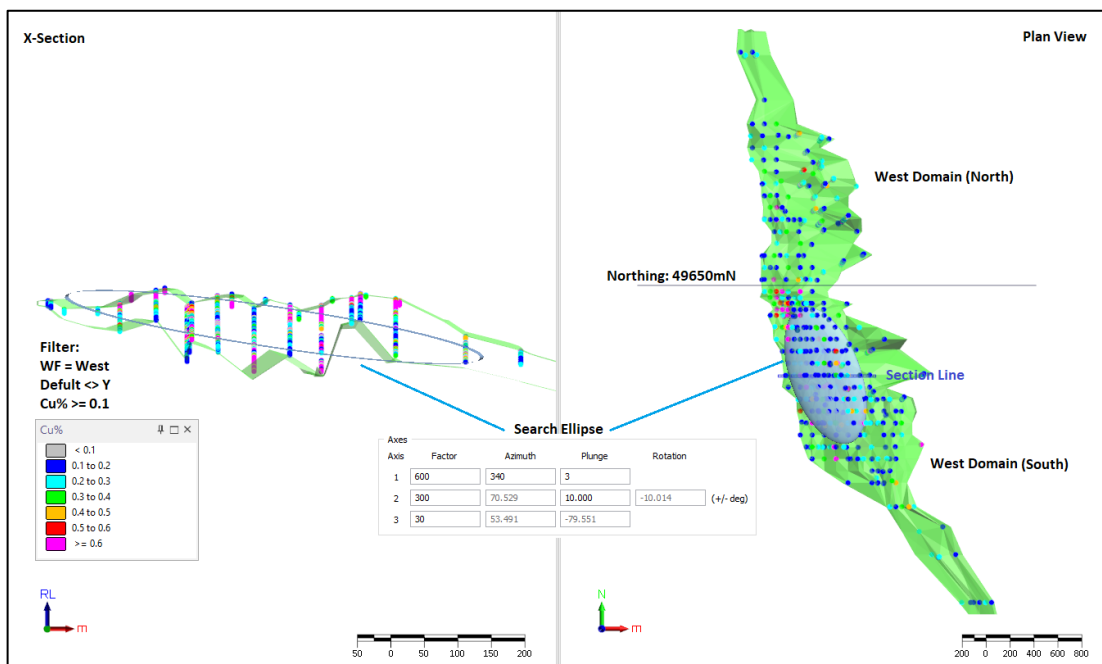 X-Section
Plan View
West Domain (North)
Northing: 49650mN
Section Line
West Domain (South)
Filter:
WF = West
Defult <> Y
Cu% >= 0.1
Cu%
< 0.1
0.1 to 0.2
0.2 to 0.3
0.3 to 0.4
0.4 to 0.5
0.5 to 0.6
>= 0.6
Search Ellipse
Axes
Axis Factor Azimuth Plunge Rotation
1 600 340 3
2 300 70.529 10.000 -10.014 (+/- deg)
3 30 53.491 -79.551
RL
m
50 0 50 100 150 200
N
m
200 0 200 400 600 800